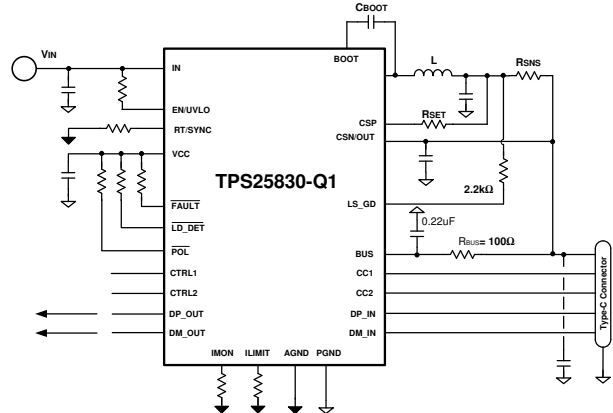 CBOOT
VIN
BOOT
IN
L
RSNS
EN/UVLO
CSP
RSET
RT/SYNC
CSN/OUT
VCC
TPS25830-Q1
2.2kΩ
FAULT
LS_GD
LD_DET
0.22uF
POL
BUS
RBUS= 100Ω
CTRL1
CC1
CTRL2
CC2
DP_OUT
DP_IN
DM_OUT
DM_IN
Type-C Connector
IMON
ILIMIT
AGND
PGND